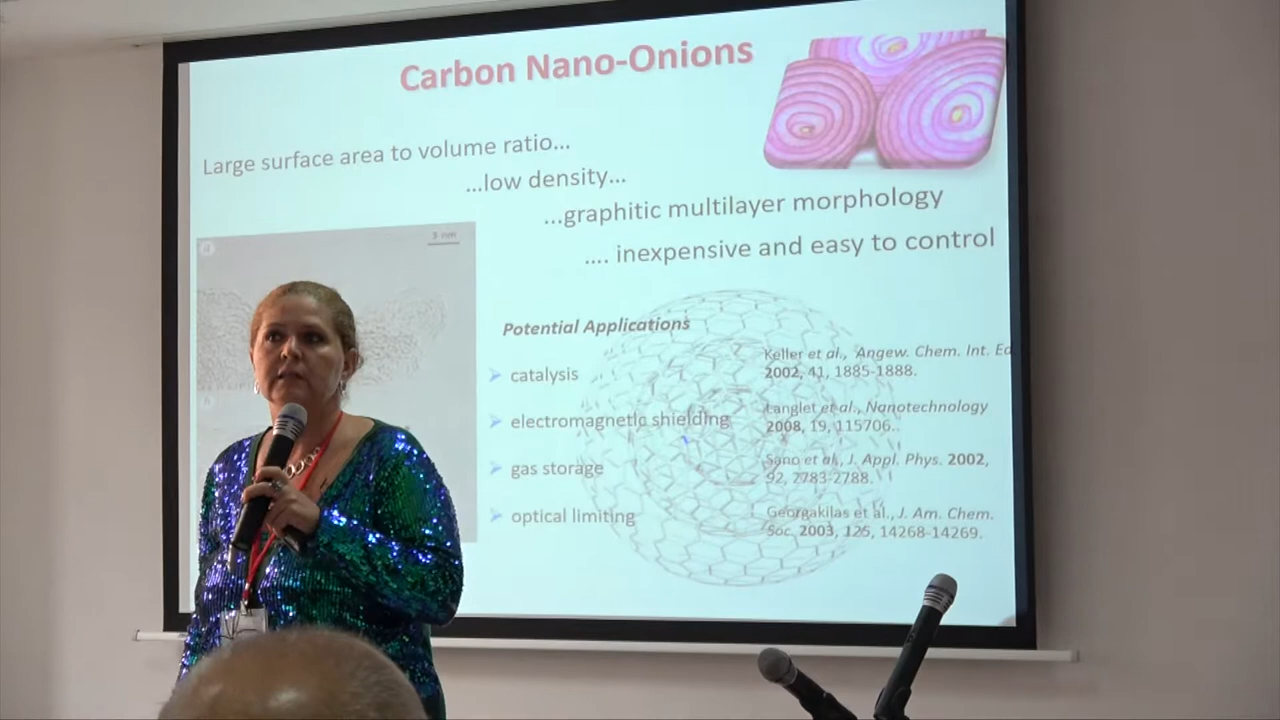 Carbon Nano-Onions
Large surface area to volume ratio...
...low density...
...graphitic multilayer morphology
.... inexpensive and easy to control
3 nm
a
Potential Applications
catalysis
Keller et al., Angew. Chem. Int. Ed
2002, 41, 1885-1888.
electromagnetic shielding
Langlet et al., Nanotechnology
2008, 19, 115706..
gas storage
Sano et al., J. Appl. Phys. 2002,
92, 2783-2788.
optical limiting
Georgakilas et al., J. Am. Chem.
Soc. 2003, 125, 14268-14269.